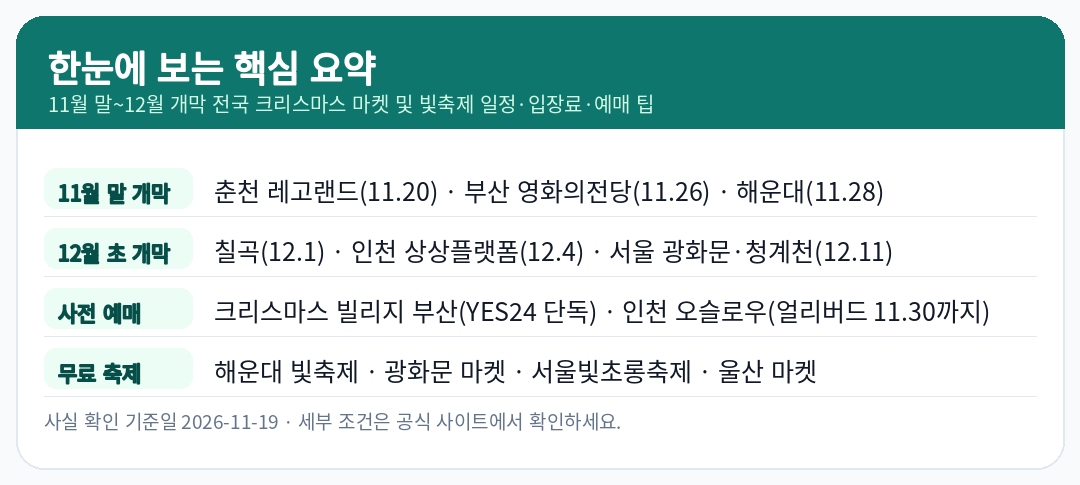 한눈에 보는 핵심 요약
11월 말~12월 개막 전국 크리스마스 마켓 및 빛축제 일정·입장료·예매 팁
11월 말 개막 춘천 레고랜드(11.20) · 부산 영화의전당(11.26) · 해운대(11.28)
12월 초 개막 칠곡(12.1) · 인천 상상플랫폼(12.4) · 서울 광화문·청계천(12.11)
사전 예매 크리스마스 빌리지 부산(YES24 단독) · 인천 오슬로우(얼리버드 11.30까지)
무료 축제 해운대 빛축제 · 광화문 마켓 · 서울빛초롱축제 · 울산 마켓
사실 확인 기준일 2026-11-19 · 세부 조건은 공식 사이트에서 확인하세요.